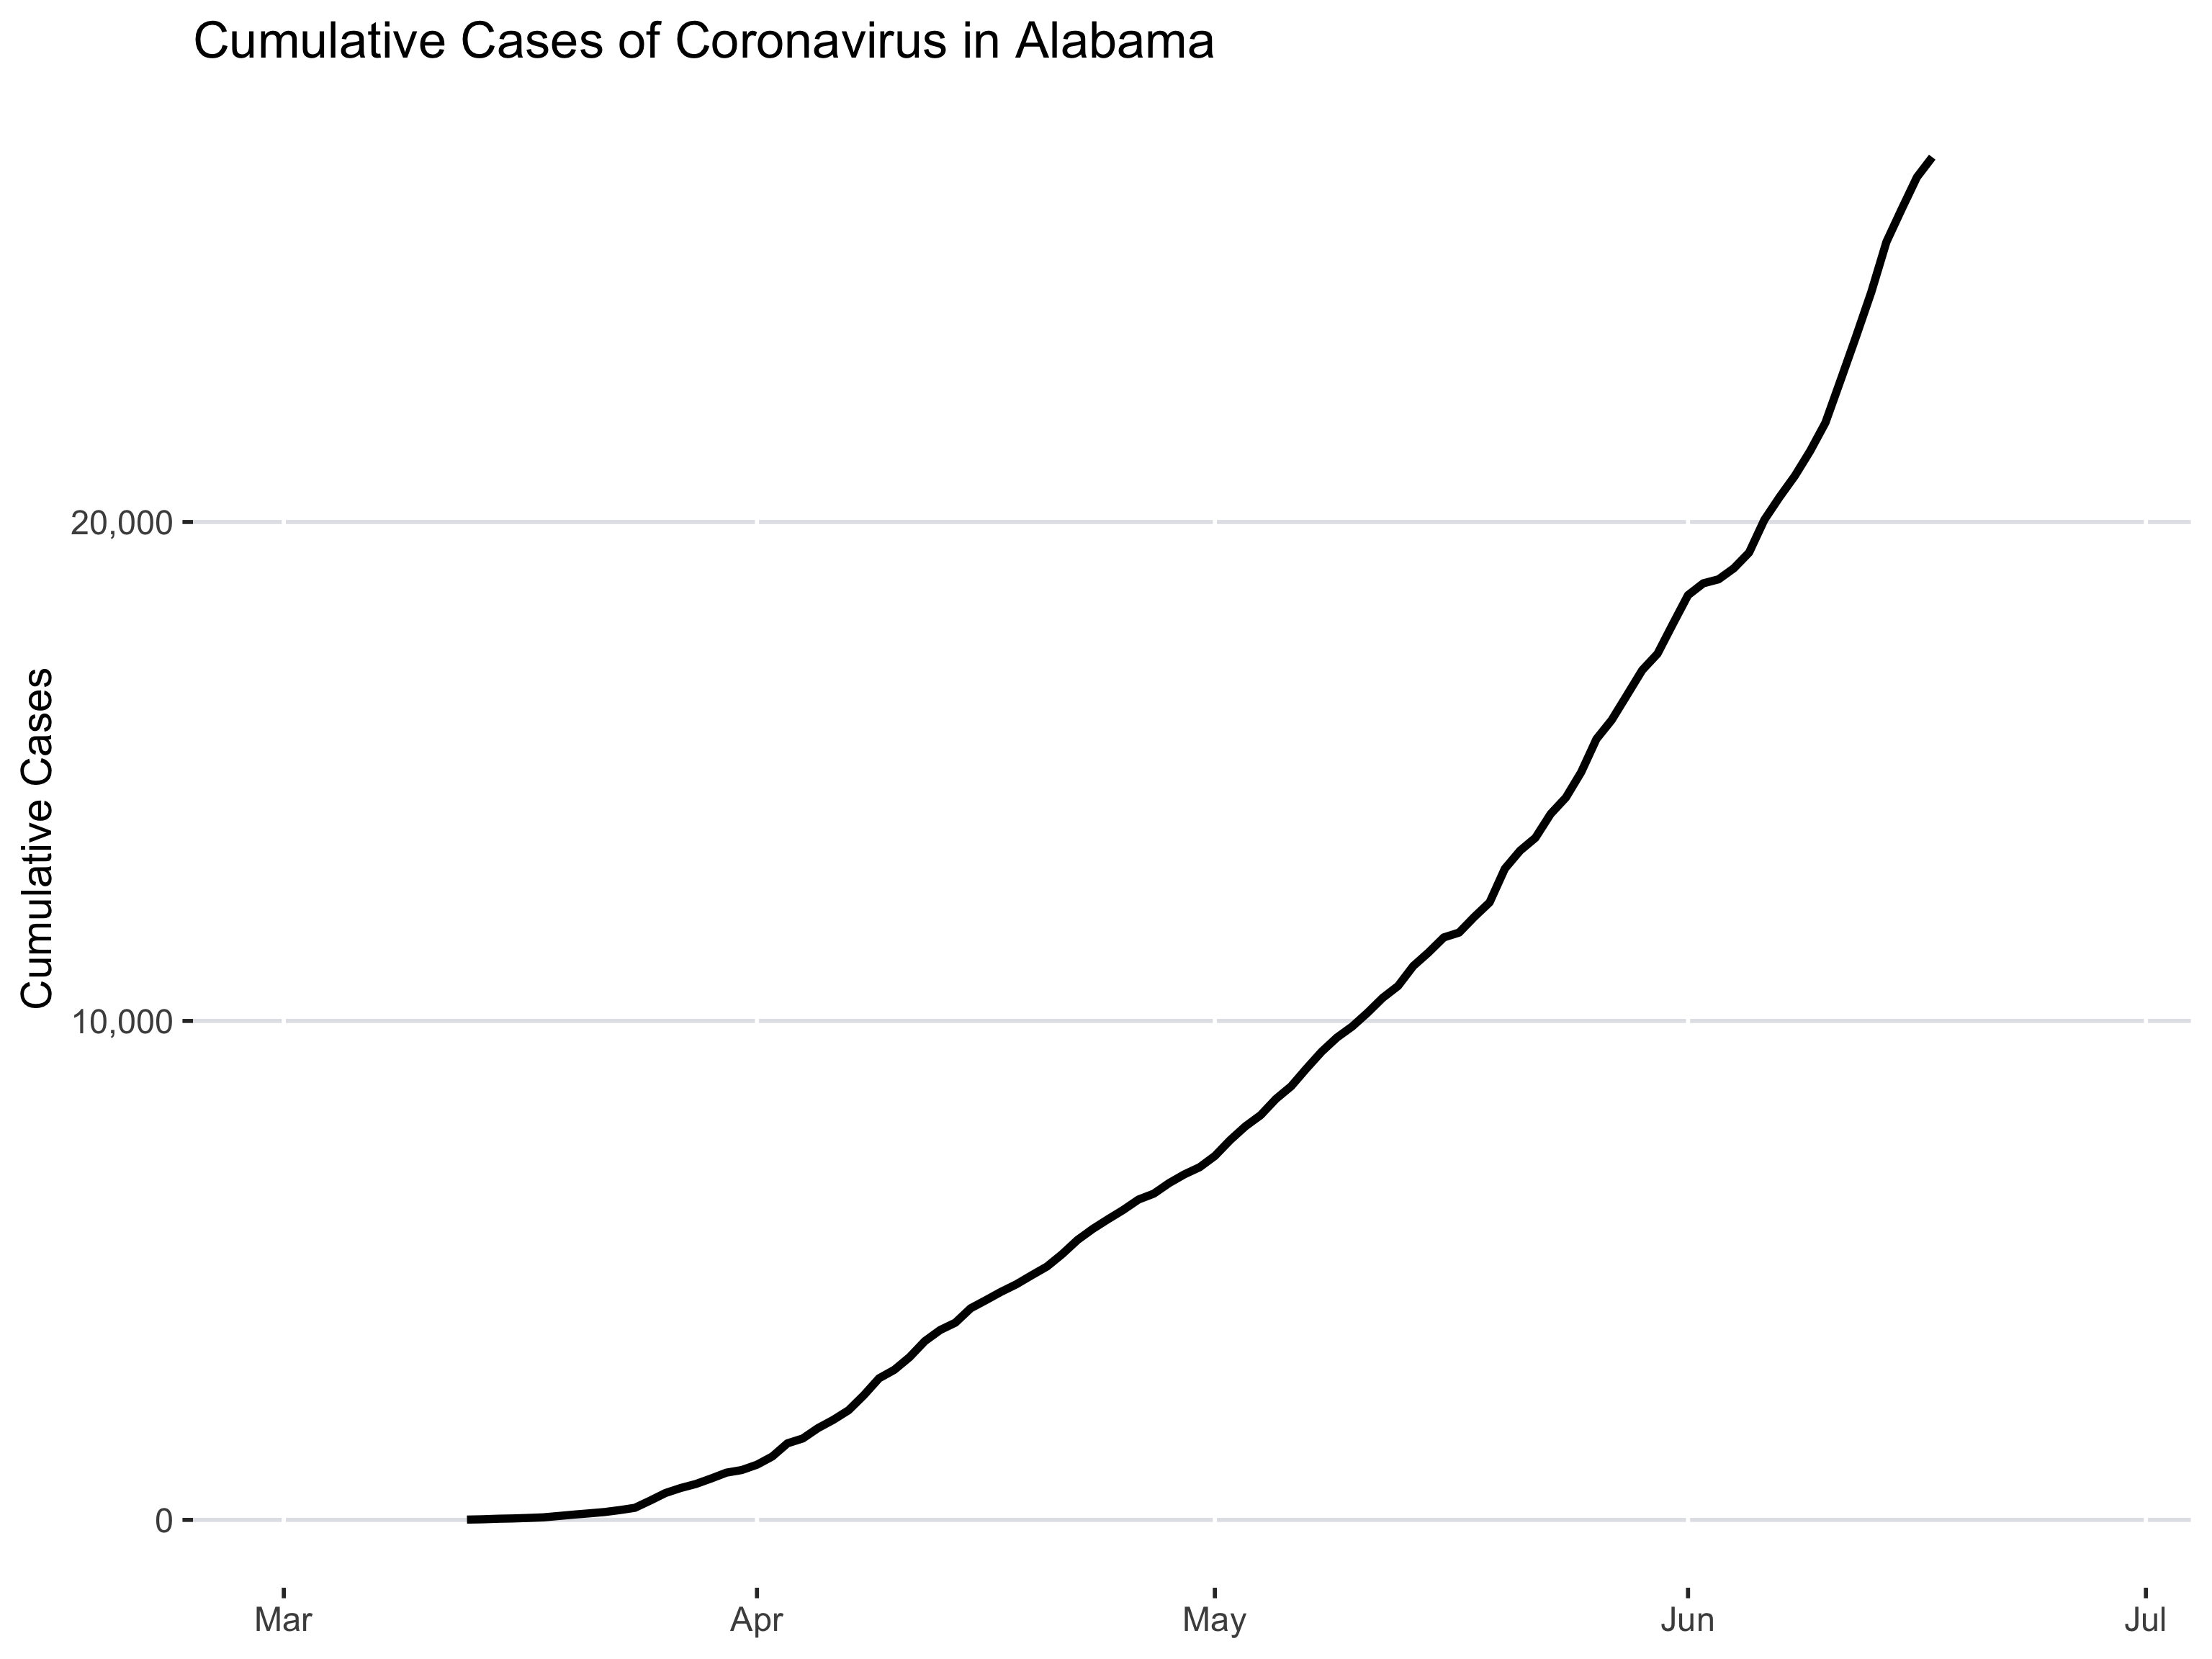 Cumulative Cases of Coronavirus in Alabama
Cumulative Cases
20,000
10,000
0
Mar
Apr
May
Jun
Jul